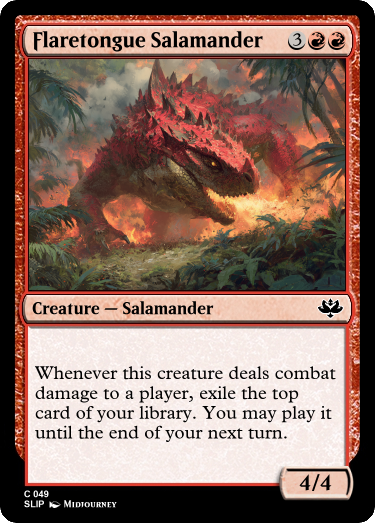 Flaretongue Salamander 3
Creature — Salamander
Whenever this creature deals combat
damage to a player, exile the top
card of your library. You may play it
until the end of your next turn.
4/4
C 049
SLIP Midjourney